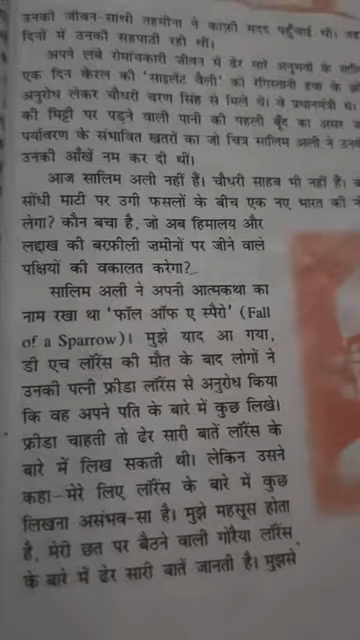 उनकी जीवन-साथी तहमीना ने काफ़ी मदद पहुँचाई थी।
दिनों में उनकी सहपाठी रही थीं।
अपने लंबे रोमांचकारी जीवन में ढेर सारे अनुभवों के
एक दिन केरल की 'साइलेंट वैली' को रेगिस्तानी हवा के
अनुरोध लेकर चौधरी चरण सिंह से मिले थे। वे प्रधानमंत्री थे।
की मिट्टी पर पड़ने वाली पानी की पहली बूँद का असर
पर्यावरण के संभावित खतरों का जो चित्र सालिम अली ने
उनकी आँखें नम कर दी थीं।
आज सालिम अली नहीं हैं। चौधरी साहब भी नहीं हैं।
सोंधी माटी पर उगी फसलों के बीच एक नए भारत की
लेगा? कौन बचा है, जो अब हिमालय और
लद्दाख की बरफ़ीली ज़मीनों पर जीने वाले
पक्षियों की वकालत करेगा?
सालिम अली ने अपनी आत्मकथा का
नाम रखा था 'फॉल ऑफ ए स्पैरो' (Fall
of a Sparrow)। मुझे याद आ गया,
डी एच लॉरेंस की मौत के बाद लोगों ने
उनकी पत्नी फ्रीडा लॉरेंस से अनुरोध किया
कि वह अपने पति के बारे में कुछ लिखे।
फ्रीडा चाहती तो ढेर सारी बातें लॉरेंस के
बारे में लिख सकती थी। लेकिन उसने
कहा-मेरे लिए लॉरेंस के बारे में कुछ
लिखना असंभव-सा है। मुझे महसूस होता
है, मेरी छत पर बैठने वाली गोरैया लॉरेंस
के बारे में ढेर सारी बातें जानती है। मुझसे